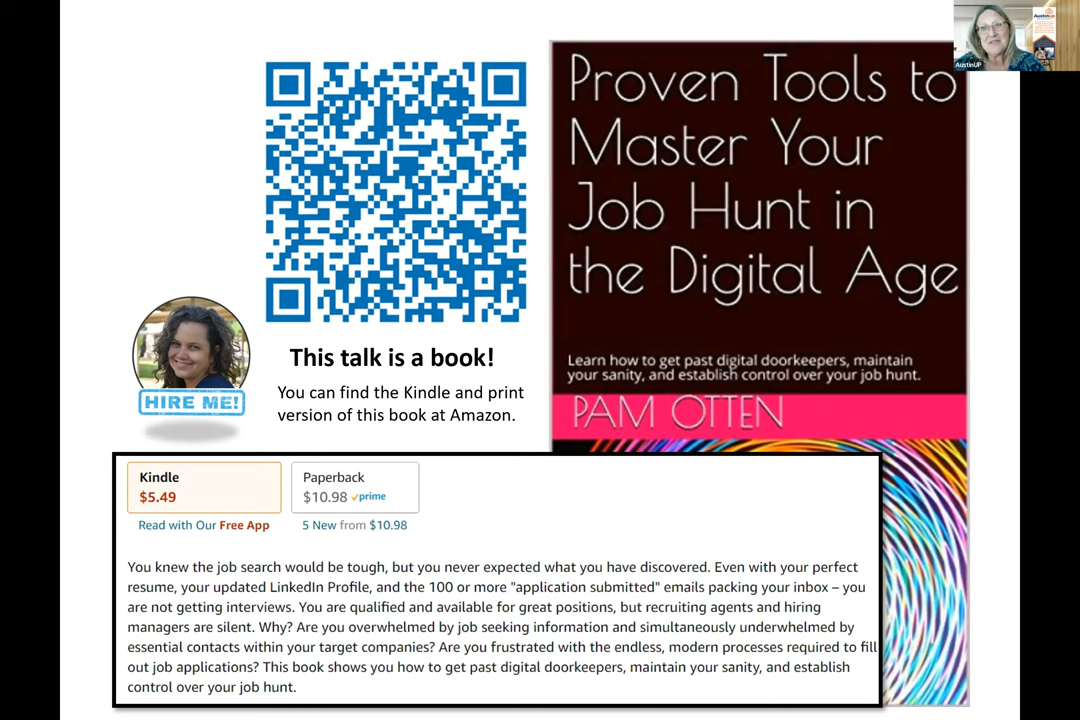 AustinUP
Austinup
Proven Tools to
Master Your
Job Hunt in
the Digital Age
Learn how to get past digital doorkeepers, maintain
your sanity, and establish control over your job hunt.
PAM OTTEN
HIRE ME!
This talk is a book!
You can find the Kindle and print
version of this book at Amazon.
Kindle
$5.49
Read with Our Free App
Paperback
$10.98 prime
5 New from $10.98
You knew the job search would be tough, but you never expected what you have discovered. Even with your perfect
resume, your updated LinkedIn Profile, and the 100 or more "application submitted" emails packing your inbox – you
are not getting interviews. You are qualified and available for great positions, but recruiting agents and hiring
managers are silent. Why? Are you overwhelmed by job seeking information and simultaneously underwhelmed by
essential contacts within your target companies? Are you frustrated with the endless, modern processes required to fill
out job applications? This book shows you how to get past digital doorkeepers, maintain your sanity, and establish
control over your job hunt.